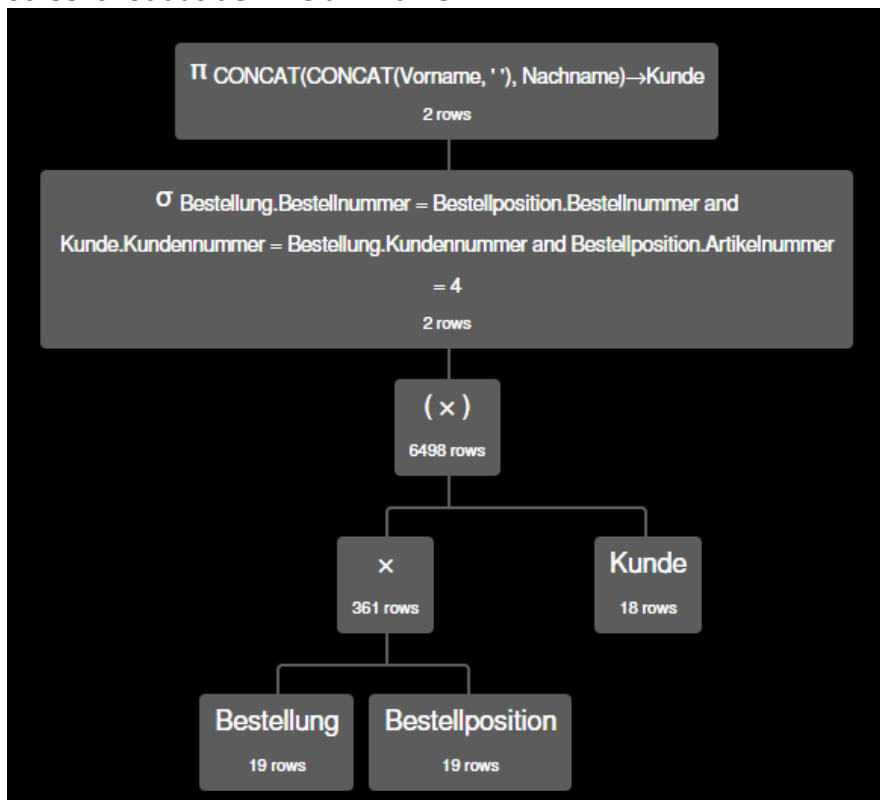 π CONCAT(CONCAT(Vorname, ' '), Nachname)→Kunde
2 rows
σ Bestellung.Bestellnummer = Bestellposition.Bestellnummer and
Kunde.Kundennummer = Bestellung.Kundennummer and Bestellposition.Artikelnummer
= 4
2 rows
( × )
6498 rows
×
361 rows
Kunde
18 rows
Bestellung
19 rows
Bestellposition
19 rows